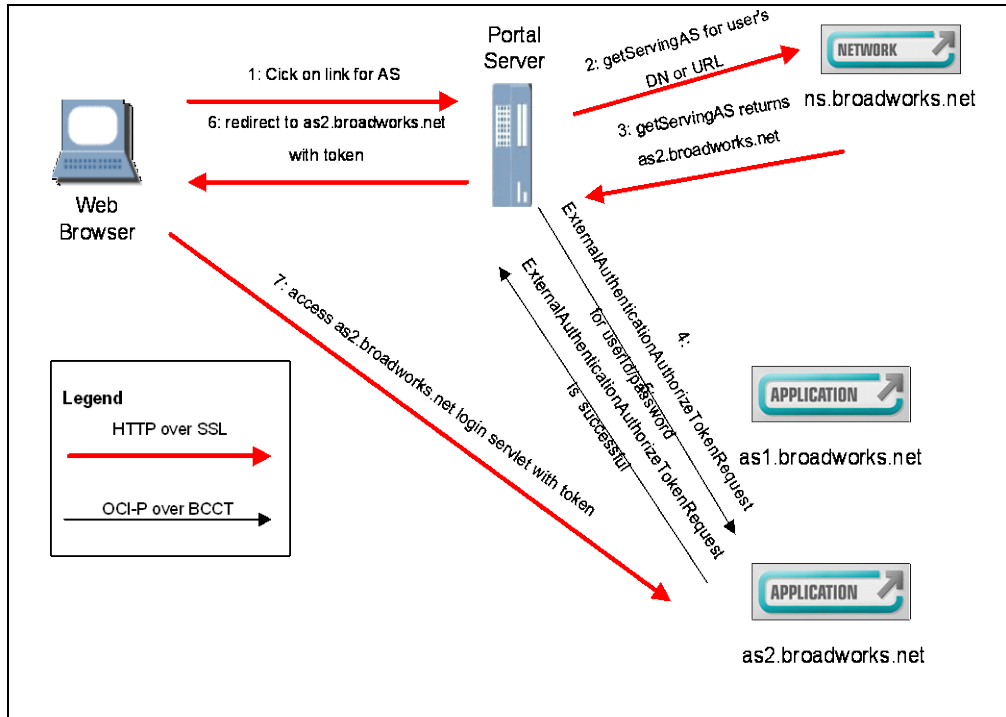 Portal
Server
1: Cick on link for AS
6: redirect to as2.broadworks.net
with token
2: getServingAS for user's
DN or URL
3: getServingAS returns
as2.broadworks.net
NETWORK
ns.broadworks.net
Web
Browser
4:
ExternalAuthenticationAuthorizeTokenRequest
for userId/password
5:
ExternalAuthenticationAuthorizeTokenRequest
is successful
7: access as2.broadworks.net login servlet with token
Legend
HTTP over SSL
OCI-P over BCCT
APPLICATION
as1.broadworks.net
APPLICATION
as2.broadworks.net